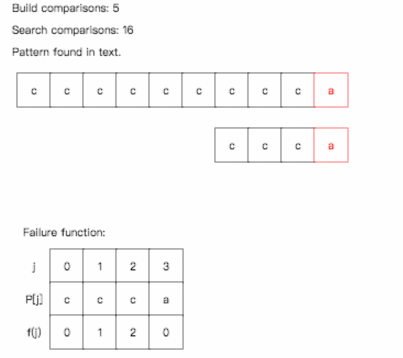 Build comparisons: 5
Search comparisons: 16
Pattern found in text.
c c c c c c c c c a
c c c a
Failure function:
j 0 1 2 3
P[j] c c c a
f(j) 0 1 2 0